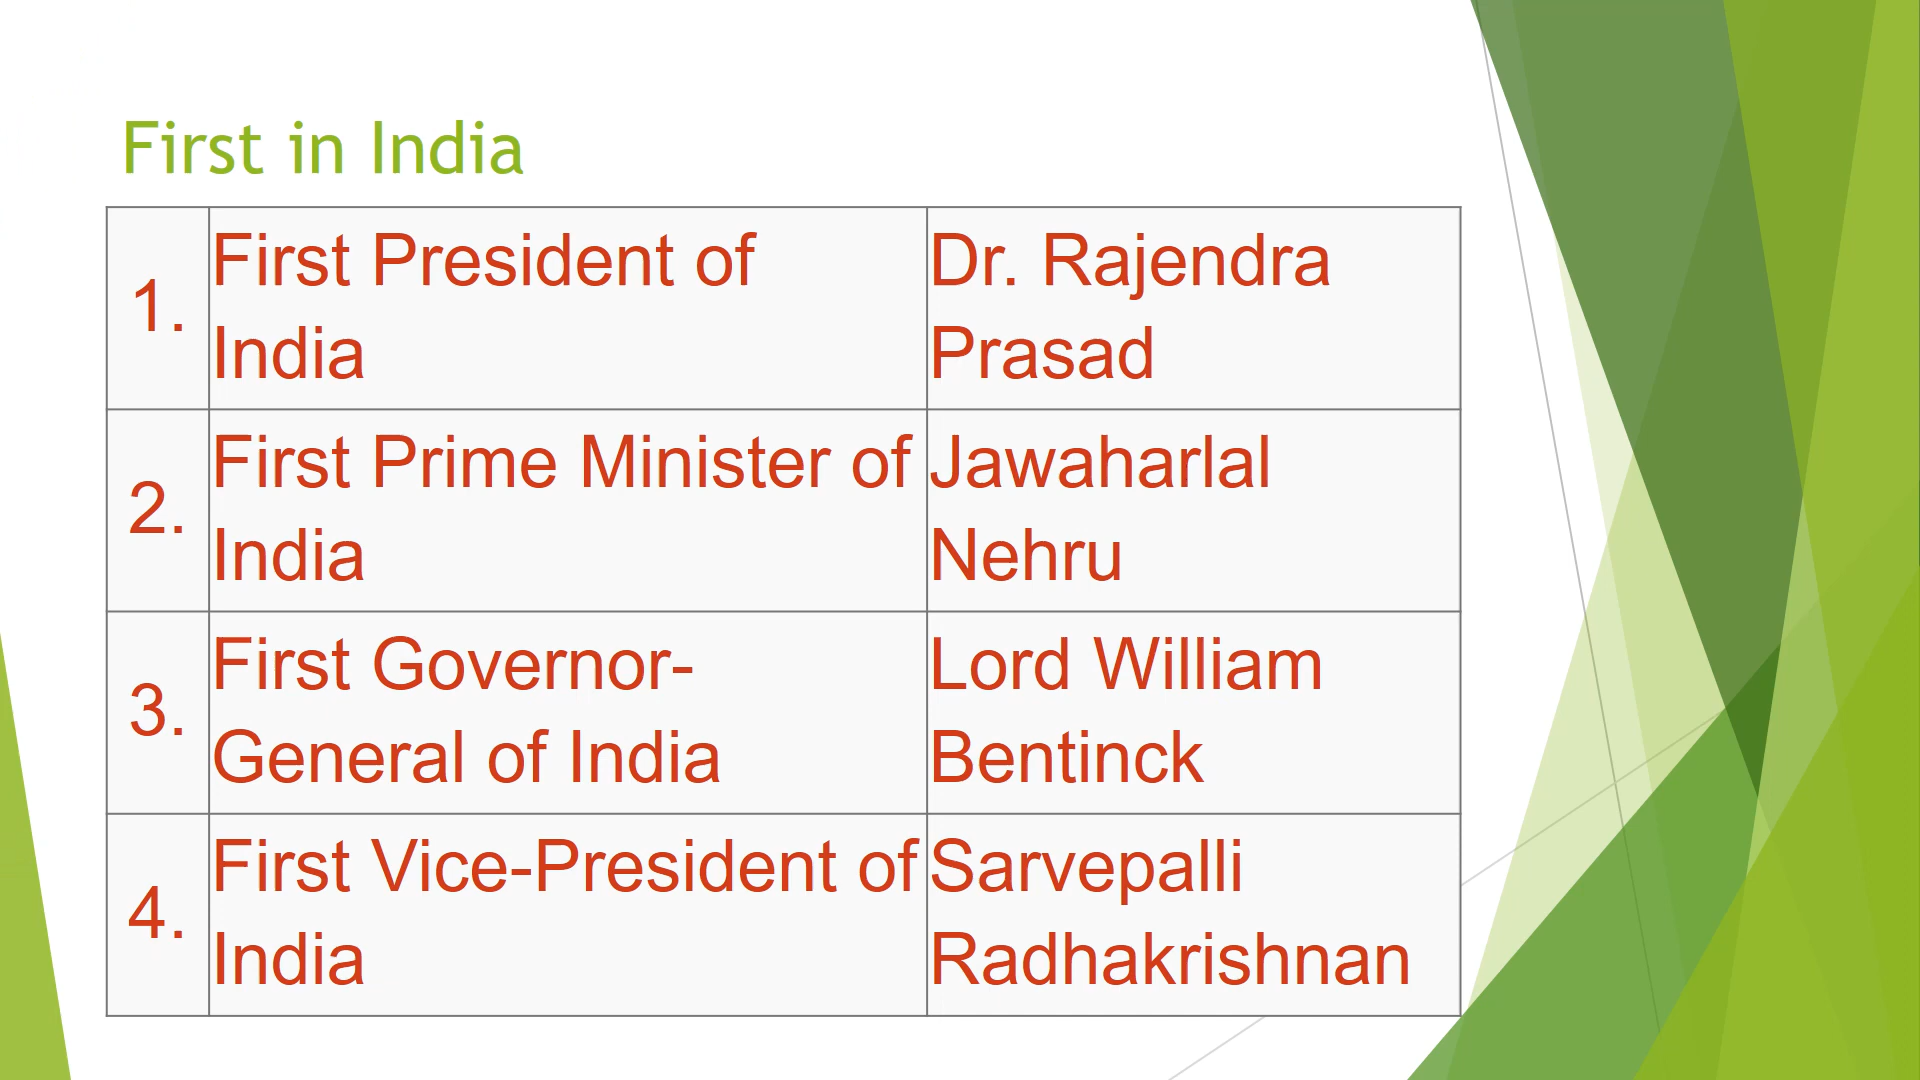 First in India
1.
First President of
India
Dr. Rajendra
Prasad
2.
First Prime Minister of
India
Jawaharlal
Nehru
3.
First Governor-
General of India
Lord William
Bentinck
4.
First Vice-President of
India
Sarvepalli
Radhakrishnan